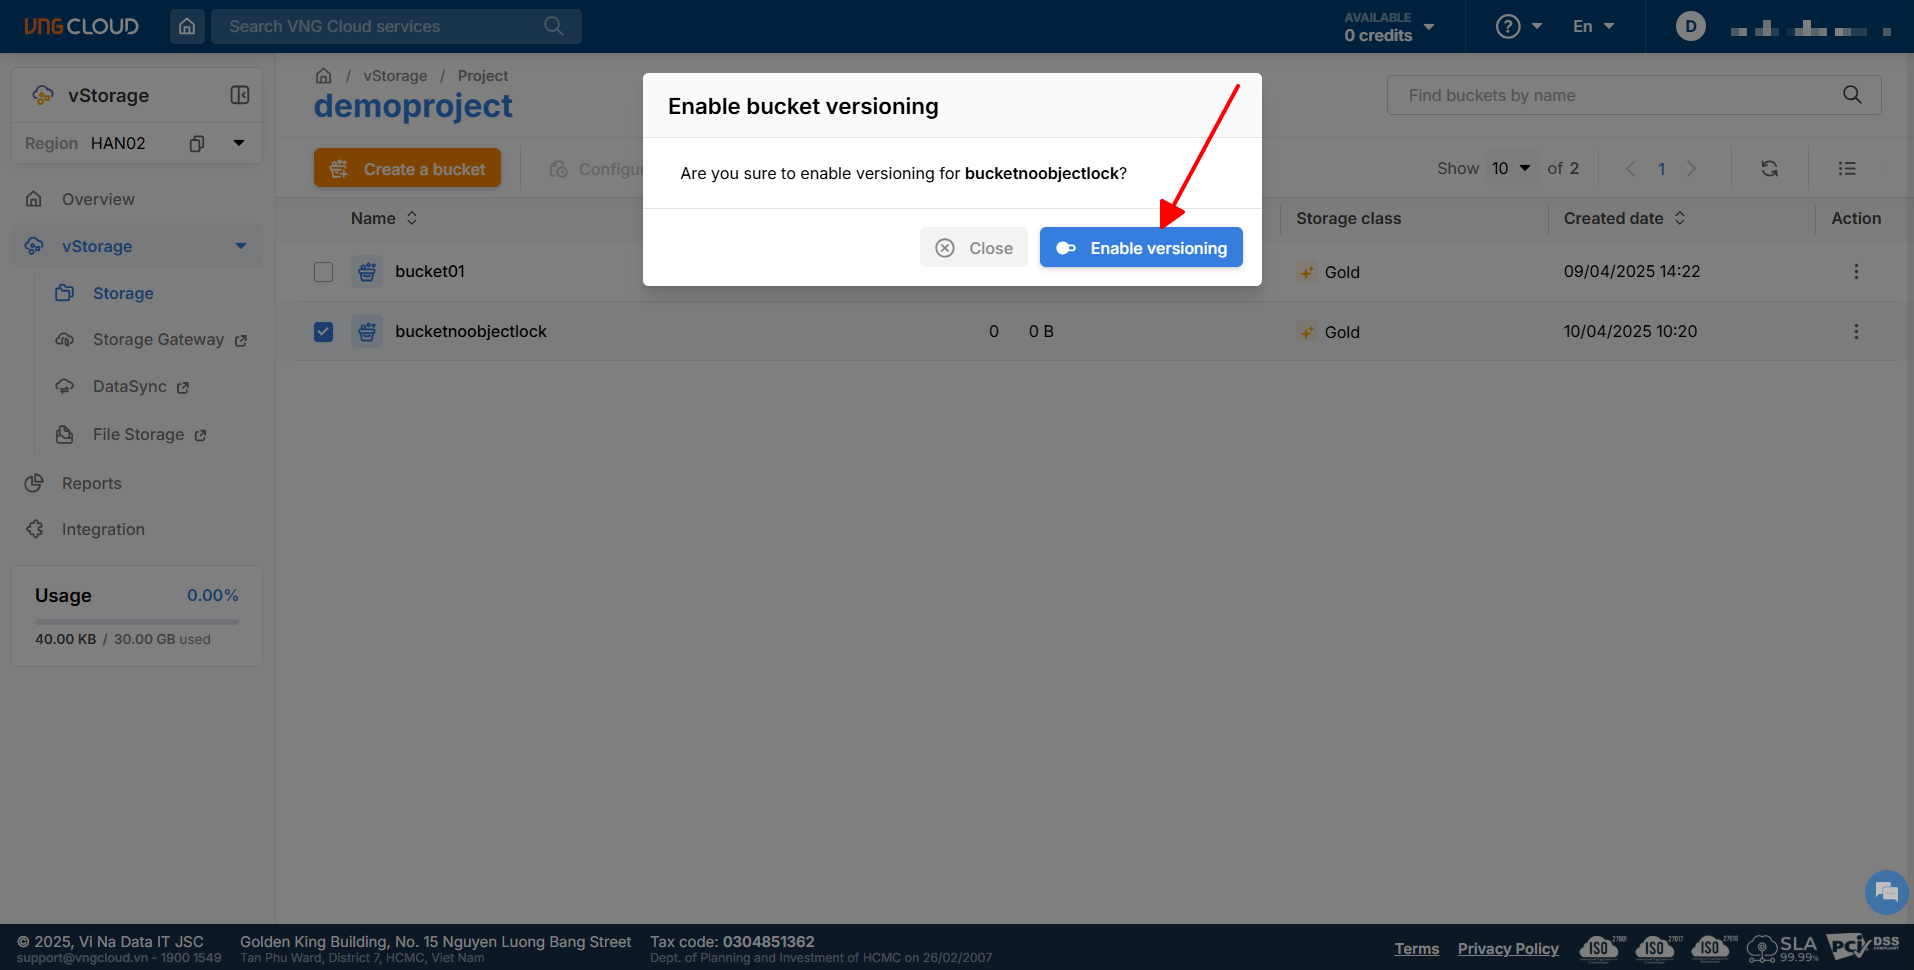 VNG CLOUD
Search VNG Cloud services
AVAILABLE
0 credits
En
D
vStorage
Region HAN02
/ vStorage / Project
demoproject
Find buckets by name
Enable bucket versioning
Are you sure to enable versioning for bucketnoobjectlock?
Close
Enable versioning
Create a bucket
Configu
Show 10 of 2
1
Name
Storage class
Created date
Action
bucket01
Gold
09/04/2025 14:22
bucketnoobjectlock
0
0 B
Gold
10/04/2025 10:20
Overview
vStorage
Storage
Storage Gateway
DataSync
File Storage
Reports
Integration
Usage
0.00%
40.00 KB / 30.00 GB used
© 2025, Vi Na Data IT JSC
support@vngcloud.vn - 1900 1549
Golden King Building, No. 15 Nguyen Luong Bang Street
Tan Phu Ward, District 7, HCMC, Viet Nam
Tax code: 0304851362
Dept. of Planning and Investment of HCMC on 26/02/2007
Terms
Privacy Policy
ISO 27001
ISO 27017
ISO 27018
SLA
99.99%
PCI DSS
COMPLIANT